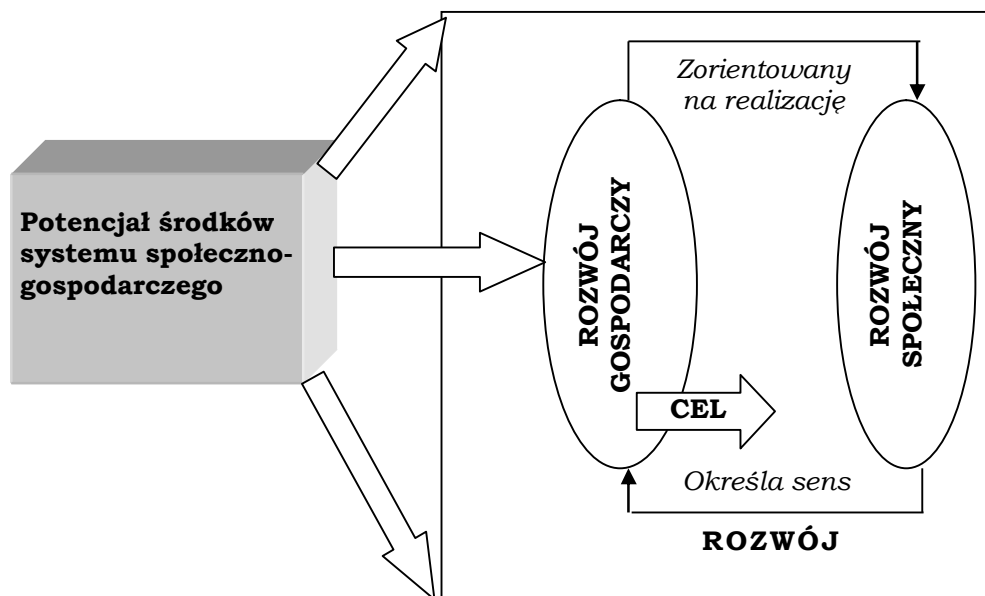 Potencjał środków
systemu społeczno-
gospodarczego
Zorientowany
na realizację
ROZWÓJ
GOSPODARCZY
ROZWÓJ
SPOŁECZNY
CEL
Określa sens
ROZWÓJ